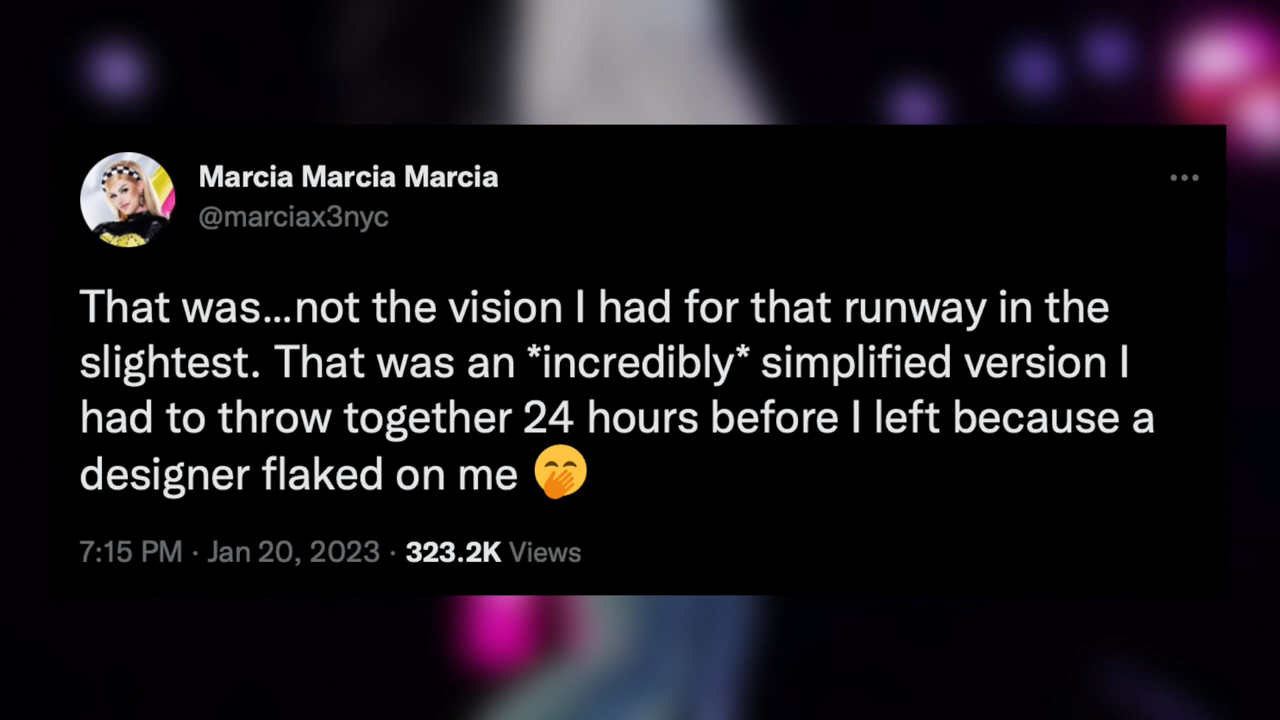 Marcia Marcia Marcia
@marciax3nyc
That was...not the vision I had for that runway in the
slightest. That was an *incredibly* simplified version I
had to throw together 24 hours before I left because a
designer flaked on me 🤭
7:15 PM · Jan 20, 2023 · 323.2K Views